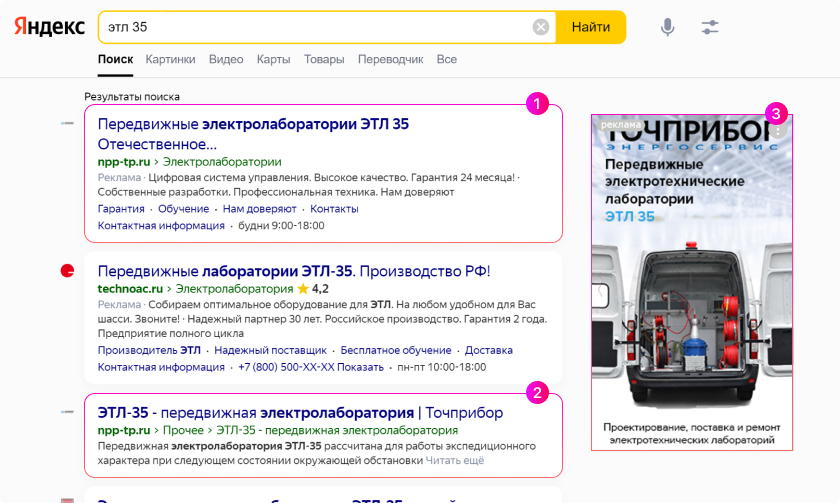 Яндекс
этл 35
Найти
Поиск Картинки Видео Карты Товары Переводчик Все
Результаты поиска
1
Передвижные электролаборатории ЭТЛ 35
Отечественное...
npp-tp.ru › Электролаборатории
Реклама · Цифровая система управления. Высокое качество. Гарантия 24 месяца! ·
Собственные разработки. Профессиональная техника. Нам доверяют
Гарантия · Обучение · Нам доверяют · Контакты
Контактная информация · будни 9:00-18:00
Передвижные лаборатории ЭТЛ-35. Производство РФ!
technoac.ru › Электролаборатория ★ 4,2
Реклама · Собираем оптимальное оборудование для ЭТЛ. На любом удобном для Вас
шасси. Звоните! · Надежный партнер 30 лет. Российское производство. Гарантия 2 года.
Предприятие полного цикла
Производитель ЭТЛ · Надежный поставщик · Бесплатное обучение · Доставка
Контактная информация · +7 (800) 500-XX-XX Показать · пн-пт 10:00-18:00
2
ЭТЛ-35 - передвижная электролаборатория | Точприбор
npp-tp.ru › Прочее › ЭТЛ-35 - передвижная электролаборатория
Передвижная электролаборатория ЭТЛ-35 рассчитана для работы экспедиционного
характера при следующем состоянии окружающей обстановки Читать ещё
3
реклама
ТОЧПРИБОР
ЭНЕРГОСЕРВИС
Передвижные
электротехнические
лаборатории
ЭТЛ 35
Проектирование, поставка и ремонт
электротехнических лабораторий